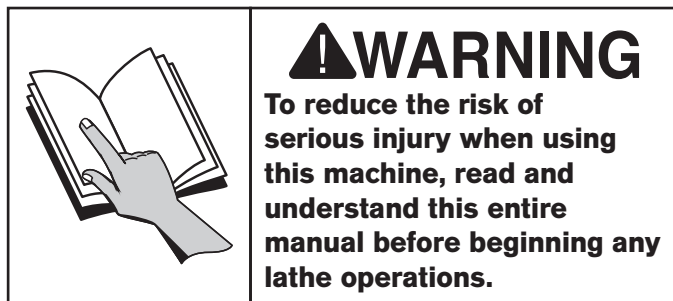 WARNING
To reduce the risk of
serious injury when using
this machine, read and
understand this entire
manual before beginning any
lathe operations.